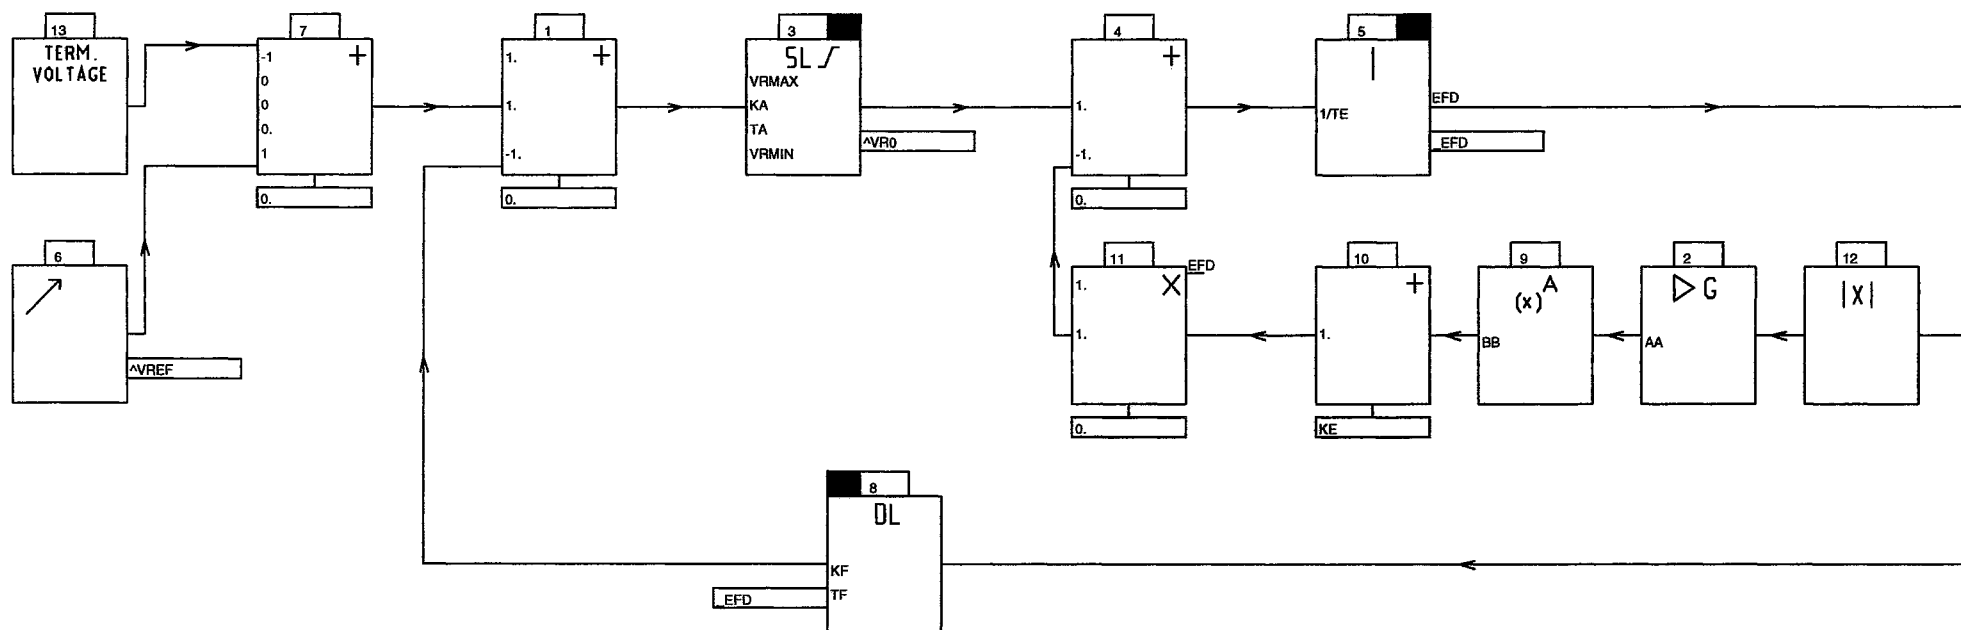 13
TERM.
VOLTAGE
7
-1
0
0
0.
1
+
0.
1
1.
1.
-1.
+
0.
3
SL
VRMAX
KA
TA
VRMIN
^VR0
4
+
1.
-1.
0.
5
1/TE
EFD
_EFD
6
^VREF
11
1.
1.
X
EFD
0.
10
+
1.
KE
9
(x)A
BB
2
G
AA
12
|X|
8
DL
KF
TF
_EFD